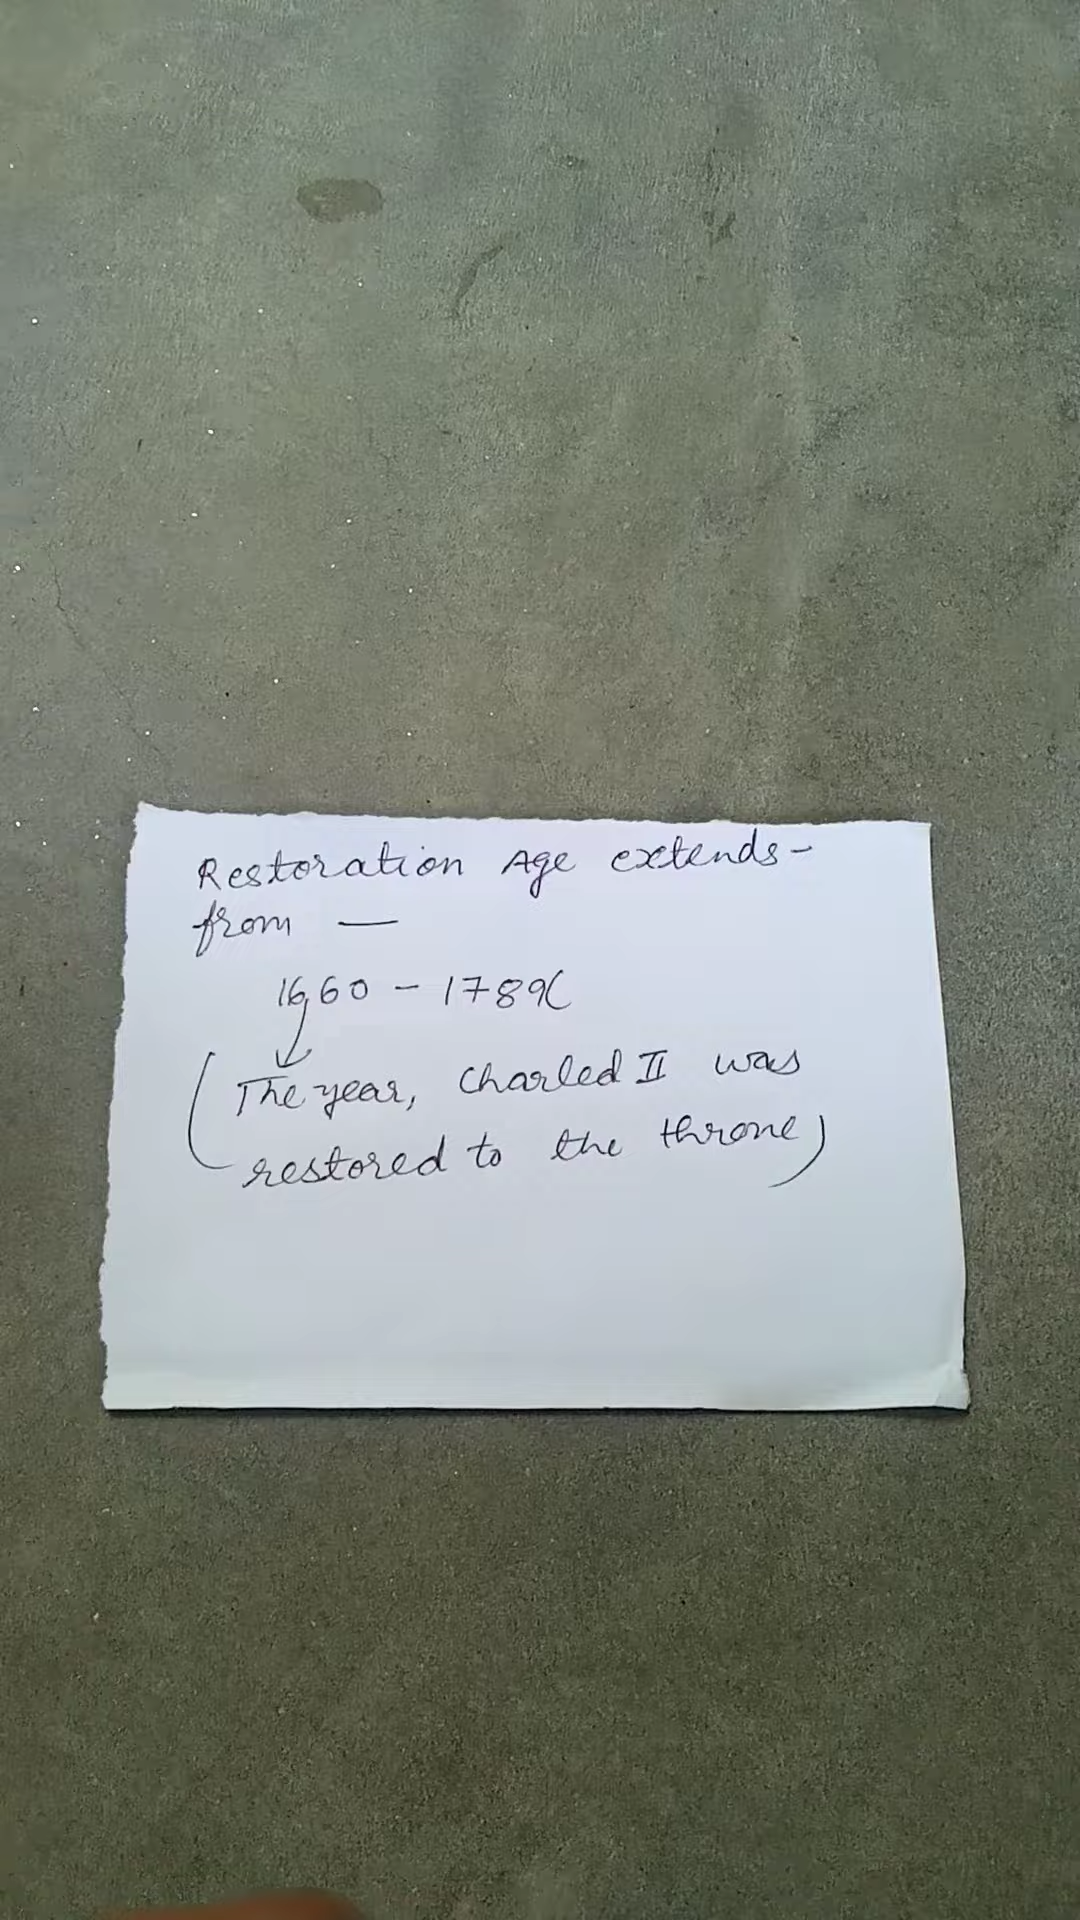 Restoration Age extends-
from —
1660 - 1789(
(The year, Charled II was
restored to the throne)